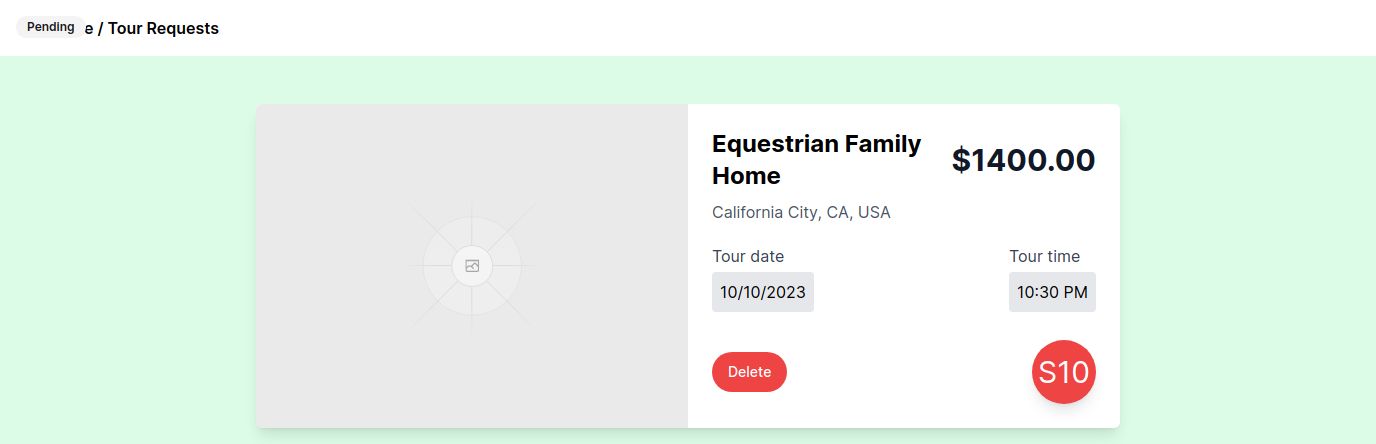 Pending e / Tour Requests
Equestrian Family
Home
$1400.00
California City, CA, USA
Tour date
Tour time
10/10/2023
10:30 PM
Delete
S10